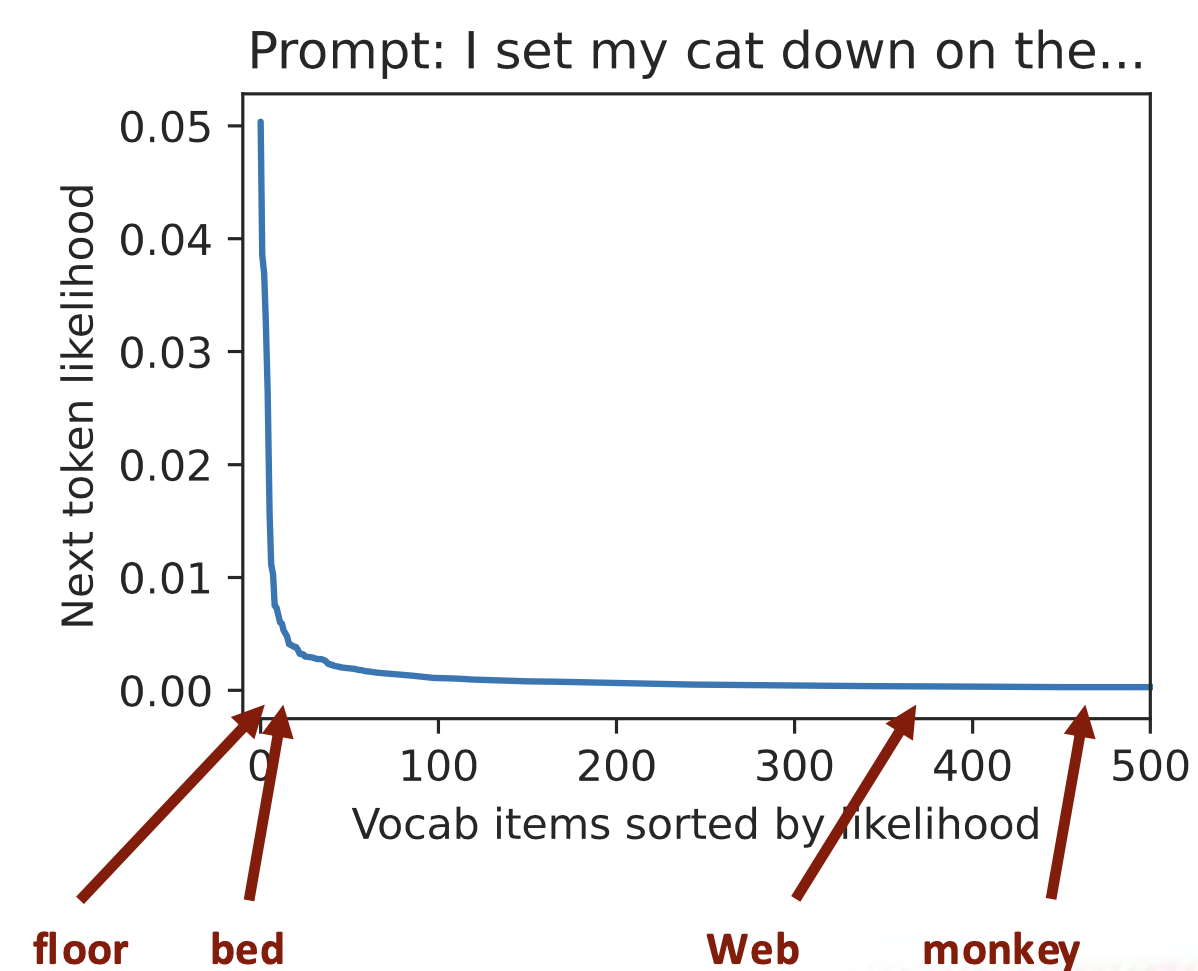 Prompt: I set my cat down on the...
Next token likelihood
0.05
0.04
0.03
0.02
0.01
0.00
0 100 200 300 400 500
Vocab items sorted by likelihood
floor bed Web monkey